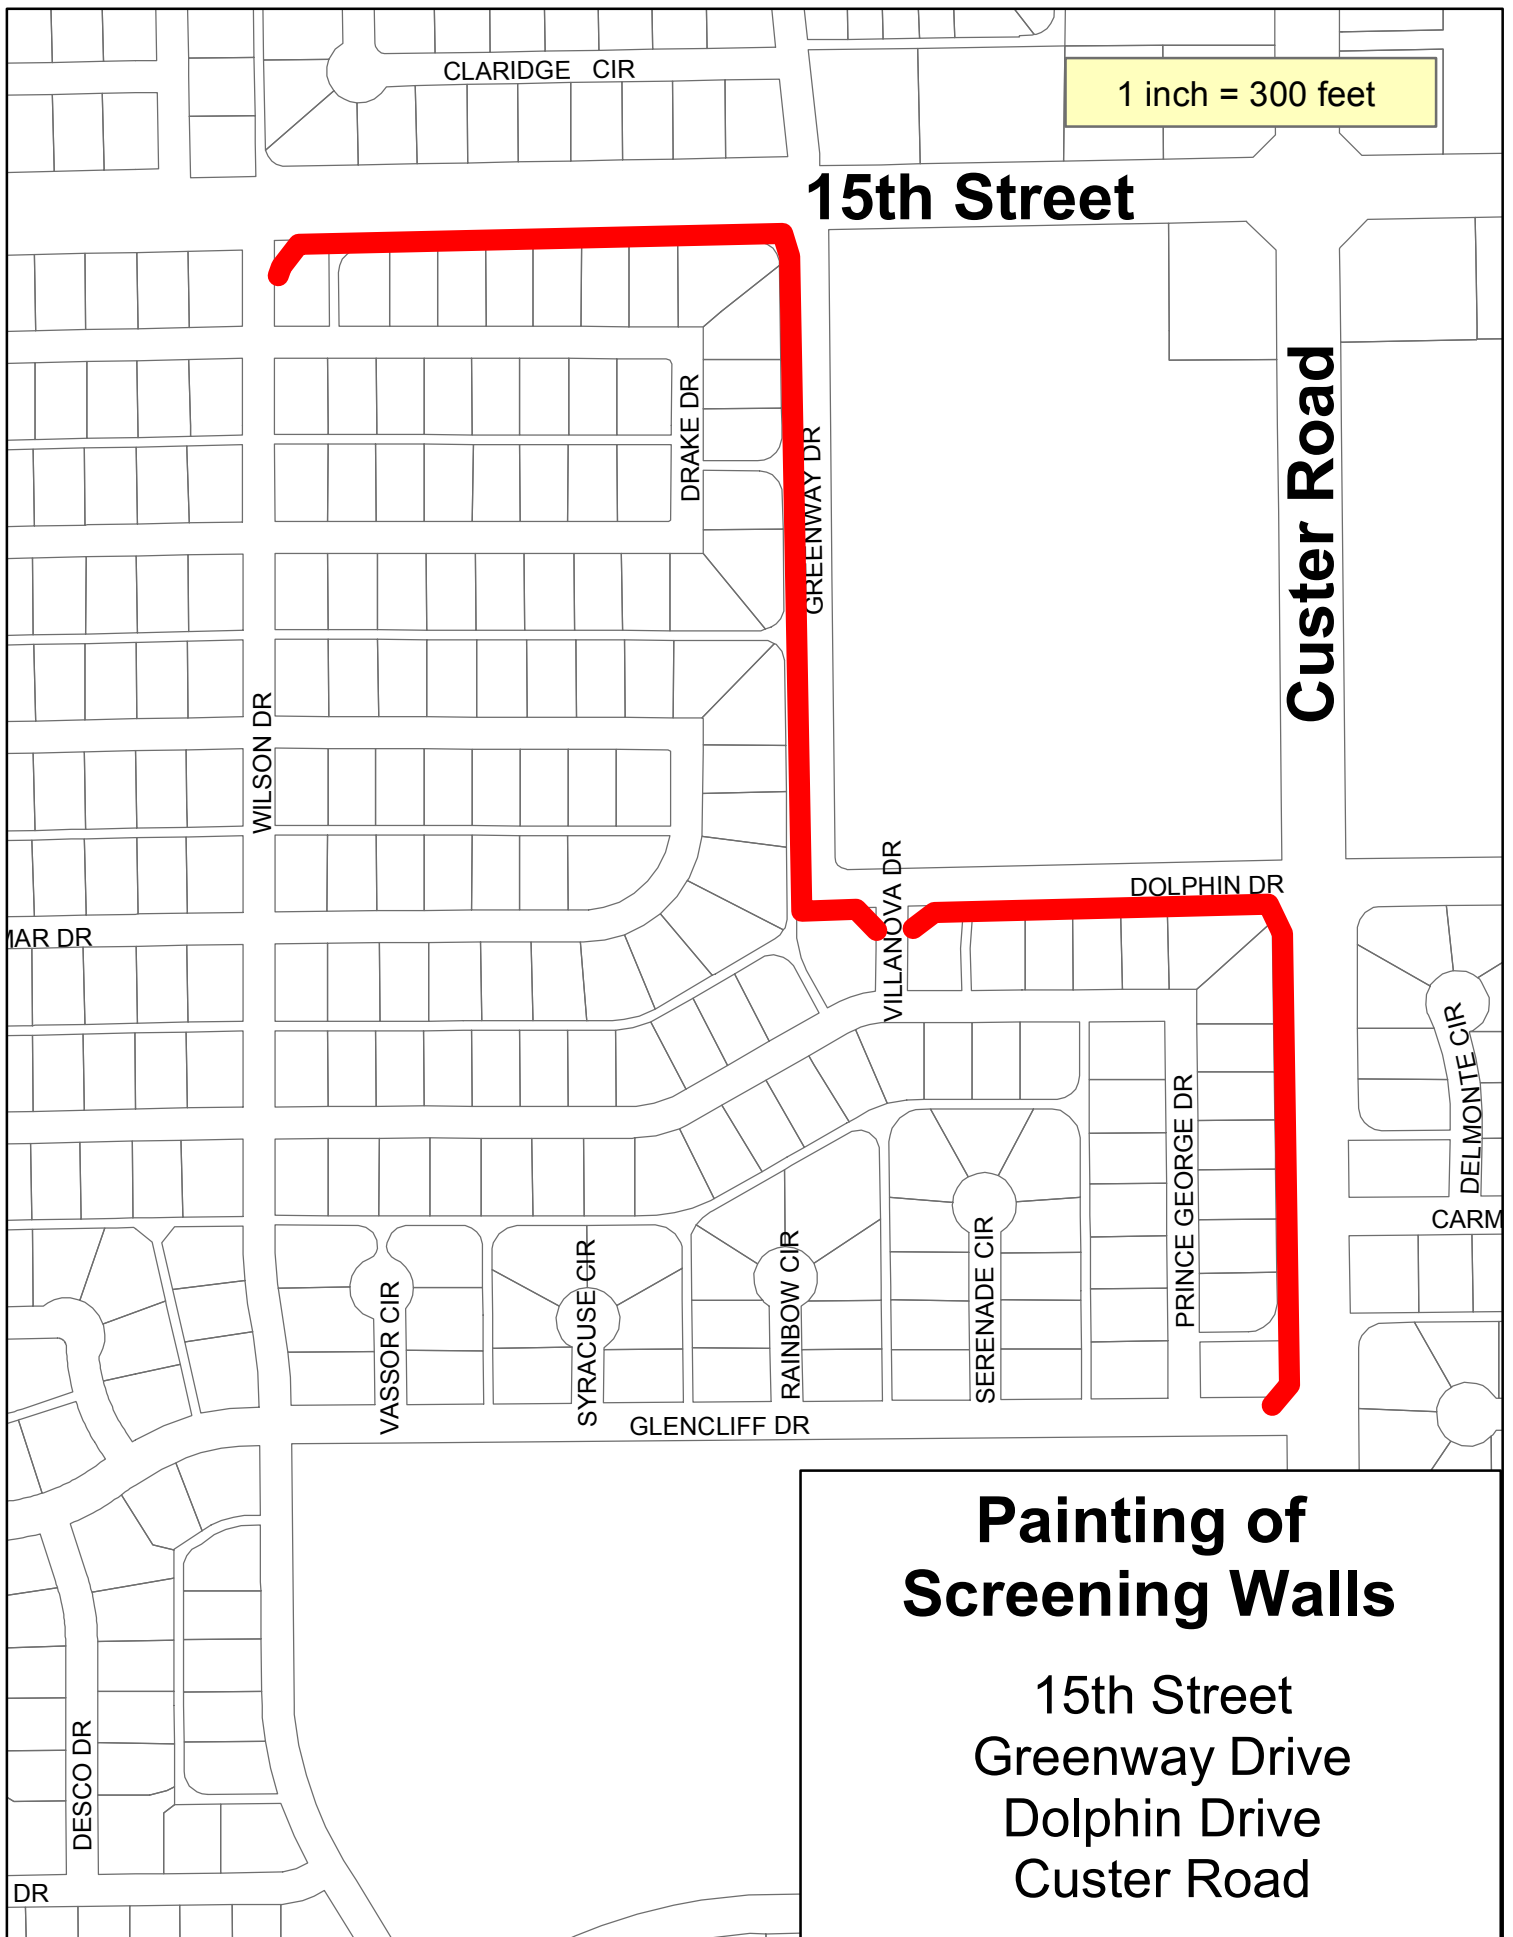 CLARIDGE CIR
1 inch = 300 feet
15th Street
Custer Road
DRAKE DR
GREENWAY DR
WILSON DR
VILLANOVA DR
DOLPHIN DR
MAR DR
DELMONTE CIR
PRINCE GEORGE DR
CARM
VASSOR CIR
SYRACUSE CIR
RAINBOW CIR
SERENADE CIR
GLENCLIFF DR
DESCO DR
DR
Painting of
Screening Walls
15th Street
Greenway Drive
Dolphin Drive
Custer Road